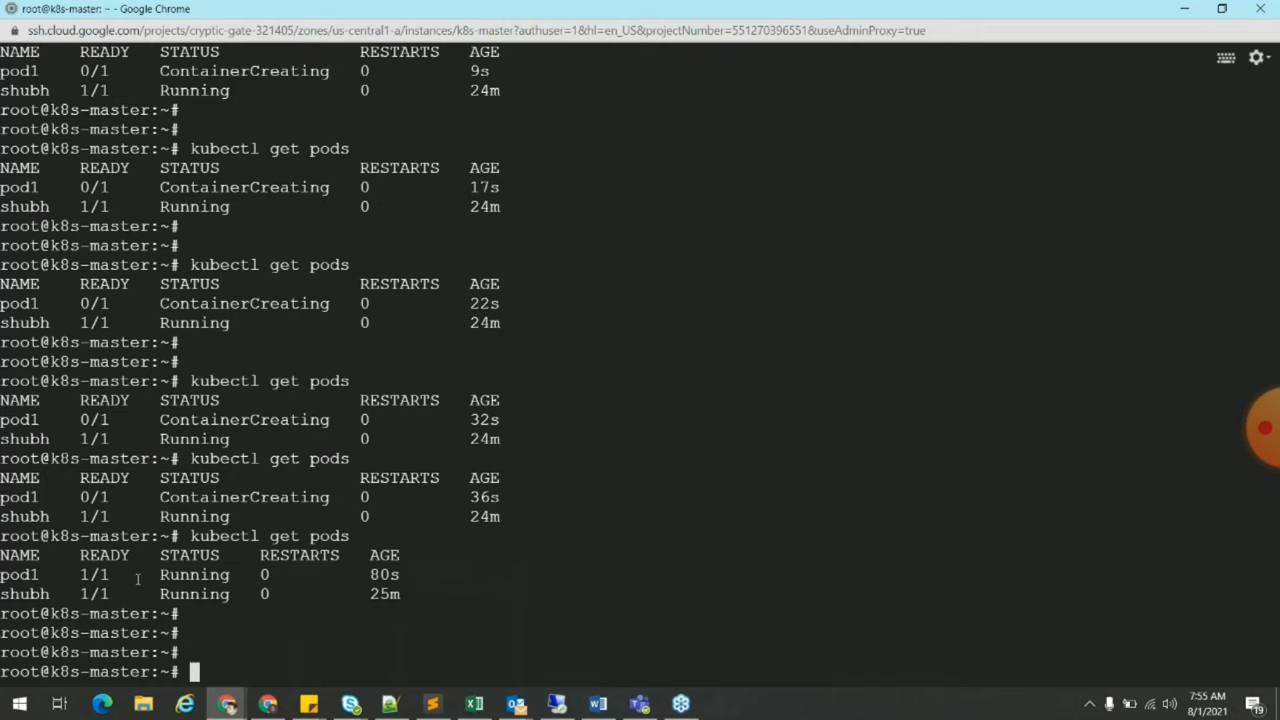 root@k8s-master: ~ - Google Chrome
ssh.cloud.google.com/projects/cryptic-gate-321405/zones/us-central1-a/instances/k8s-master?authuser=1&hl=en_US&projectNumber=551270396551&useAdminProxy=true
NAME READY STATUS RESTARTS AGE
pod1 0/1 ContainerCreating 0 9s
shubh 1/1 Running 0 24m
root@k8s-master:~#
root@k8s-master:~#
root@k8s-master:~# kubectl get pods
NAME READY STATUS RESTARTS AGE
pod1 0/1 ContainerCreating 0 17s
shubh 1/1 Running 0 24m
root@k8s-master:~#
root@k8s-master:~#
root@k8s-master:~# kubectl get pods
NAME READY STATUS RESTARTS AGE
pod1 0/1 ContainerCreating 0 22s
shubh 1/1 Running 0 24m
root@k8s-master:~#
root@k8s-master:~#
root@k8s-master:~# kubectl get pods
NAME READY STATUS RESTARTS AGE
pod1 0/1 ContainerCreating 0 32s
shubh 1/1 Running 0 24m
root@k8s-master:~# kubectl get pods
NAME READY STATUS RESTARTS AGE
pod1 0/1 ContainerCreating 0 36s
shubh 1/1 Running 0 24m
root@k8s-master:~# kubectl get pods
NAME READY STATUS RESTARTS AGE
pod1 1/1 Running 0 80s
shubh 1/1 Running 0 25m
root@k8s-master:~#
root@k8s-master:~#
root@k8s-master:~#
root@k8s-master:~#
7:55 AM
8/1/2021
19